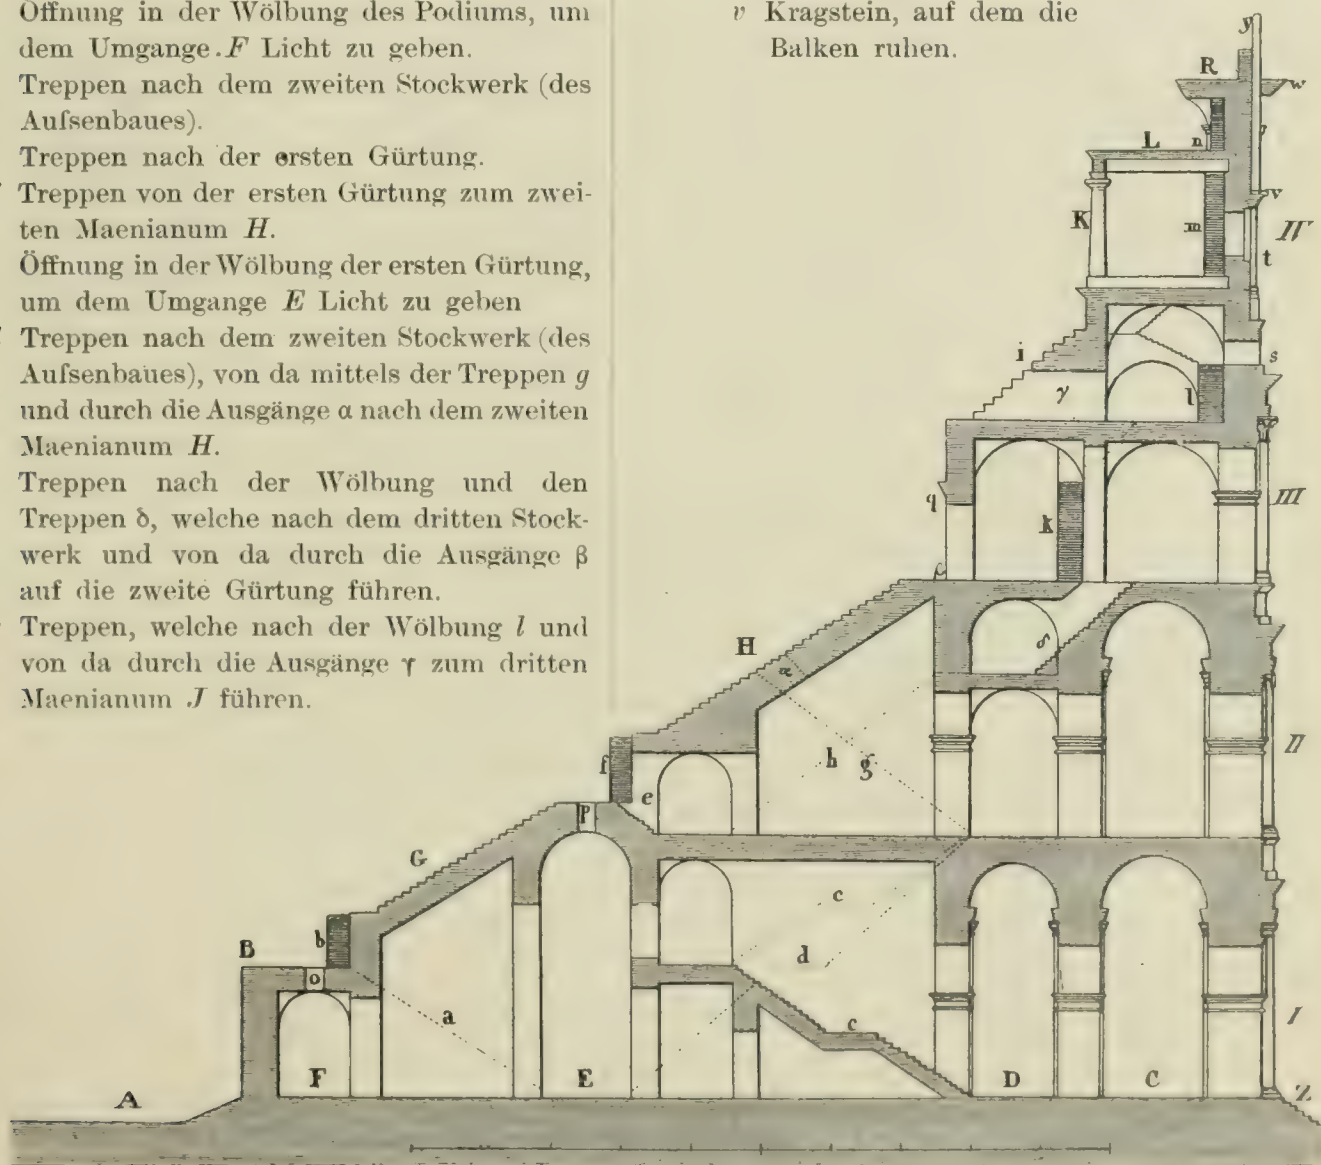 Öffnung in der Wölbung des Podiums, um
dem Umgange F Licht zu geben.
Treppen nach dem zweiten Stockwerk (des
Aufsenbaues).
Treppen nach der ersten Gürtung.
Treppen von der ersten Gürtung zum zwei-
ten Maenianum H.
Öffnung in der Wölbung der ersten Gürtung,
um dem Umgange E Licht zu geben
Treppen nach dem zweiten Stockwerk (des
Aufsenbaues), von da mittels der Treppen g
und durch die Ausgänge α nach dem zweiten
Maenianum H.
Treppen nach der Wölbung und den
Treppen δ, welche nach dem dritten Stock-
werk und von da durch die Ausgänge β
auf die zweite Gürtung führen.
Treppen, welche nach der Wölbung l und
von da durch die Ausgänge γ zum dritten
Maenianum J führen.
v Kragstein, auf dem die
Balken ruhen.
y
R
w
L n
v
K m IV
t
i s
γ l
q k III
H δ
α
h g II
f
e
p
G
c
d
b
B
o
a c
I
F E D C
A Z